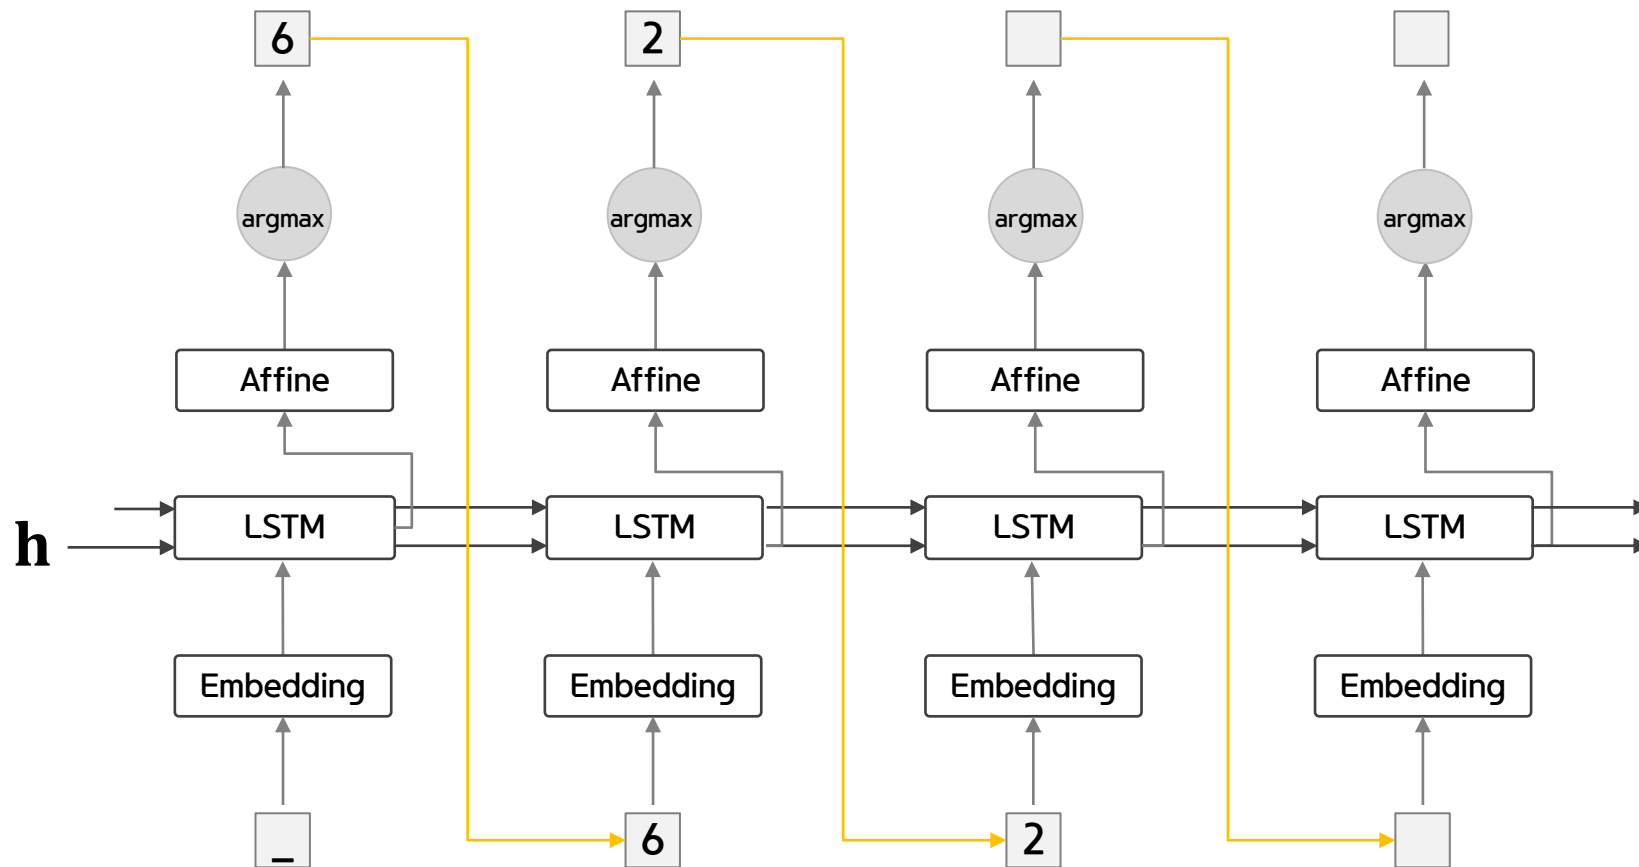 6 2
argmax argmax argmax argmax
Affine Affine Affine Affine
h LSTM LSTM LSTM LSTM
Embedding Embedding Embedding Embedding
_ 6 2